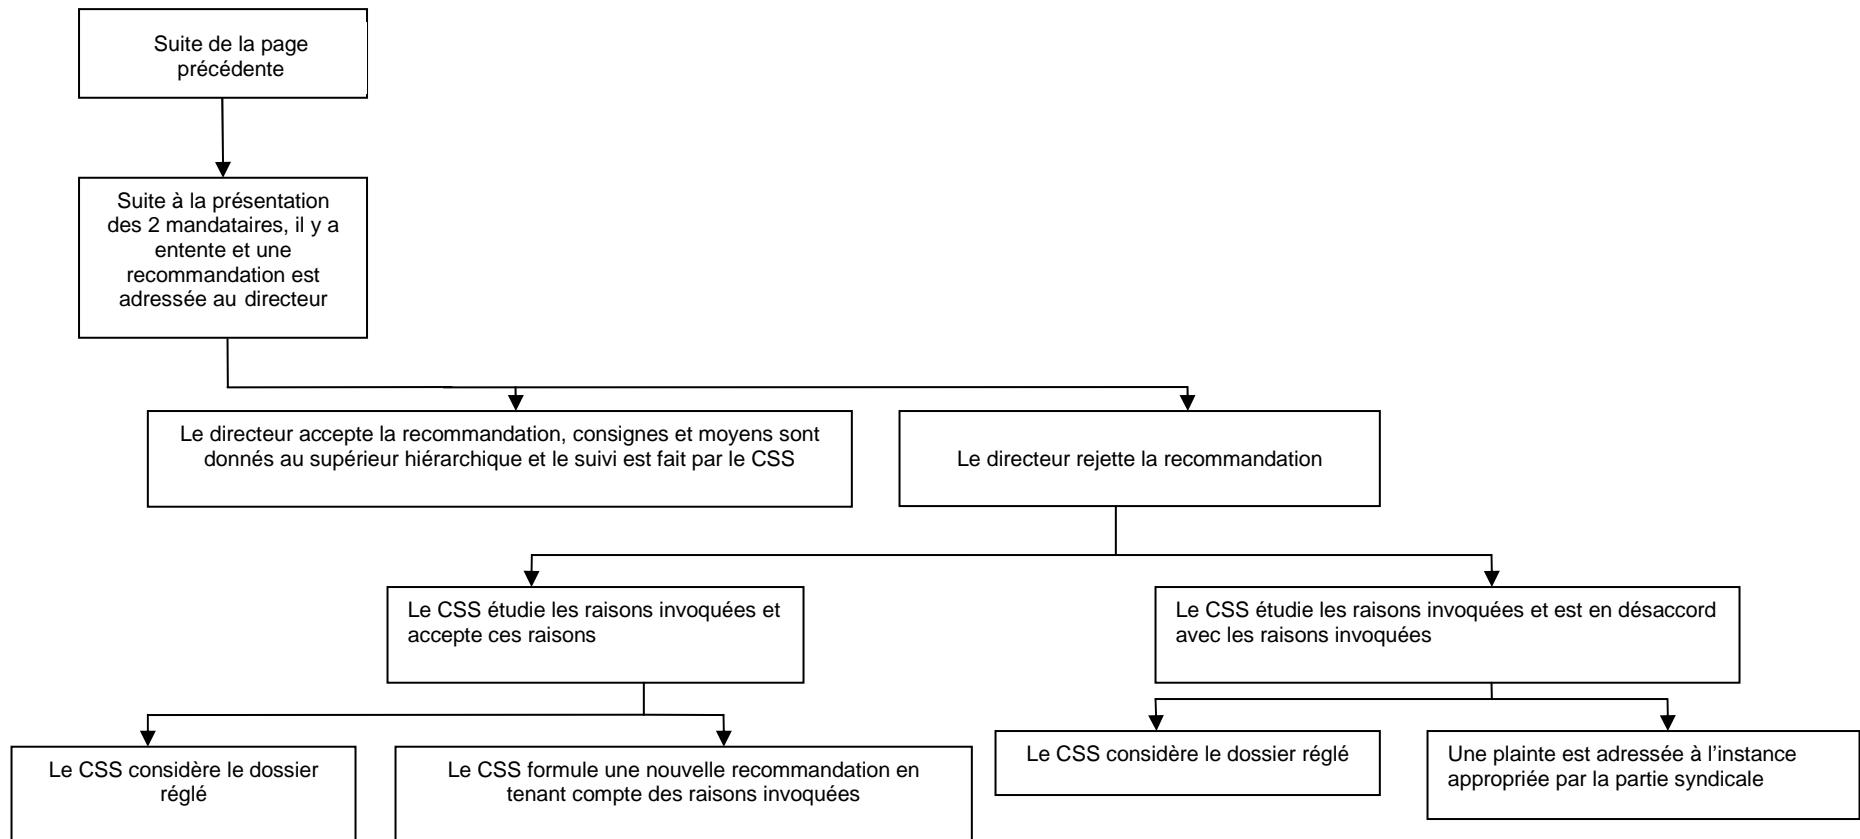 Suite de la page
précédente
Suite à la présentation
des 2 mandataires, il y a
entente et une
recommandation est
adressée au directeur
Le directeur accepte la recommandation, consignes et moyens sont
donnés au supérieur hiérarchique et le suivi est fait par le CSS
Le directeur rejette la recommandation
Le CSS étudie les raisons invoquées et
accepte ces raisons
Le CSS étudie les raisons invoquées et est en désaccord
avec les raisons invoquées
Le CSS considère le dossier
réglé
Le CSS formule une nouvelle recommandation en
tenant compte des raisons invoquées
Le CSS considère le dossier réglé
Une plainte est adressée à l’instance
appropriée par la partie syndicale